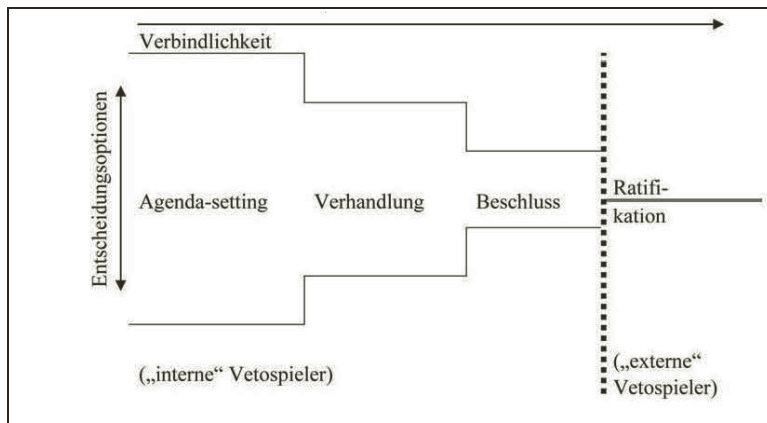 Verbindlichkeit
Entscheidungsoptionen
Agenda-setting
Verhandlung
Beschluss
Ratifi-
kation
(„interne“ Vetospieler)
(„externe“
Vetospieler)